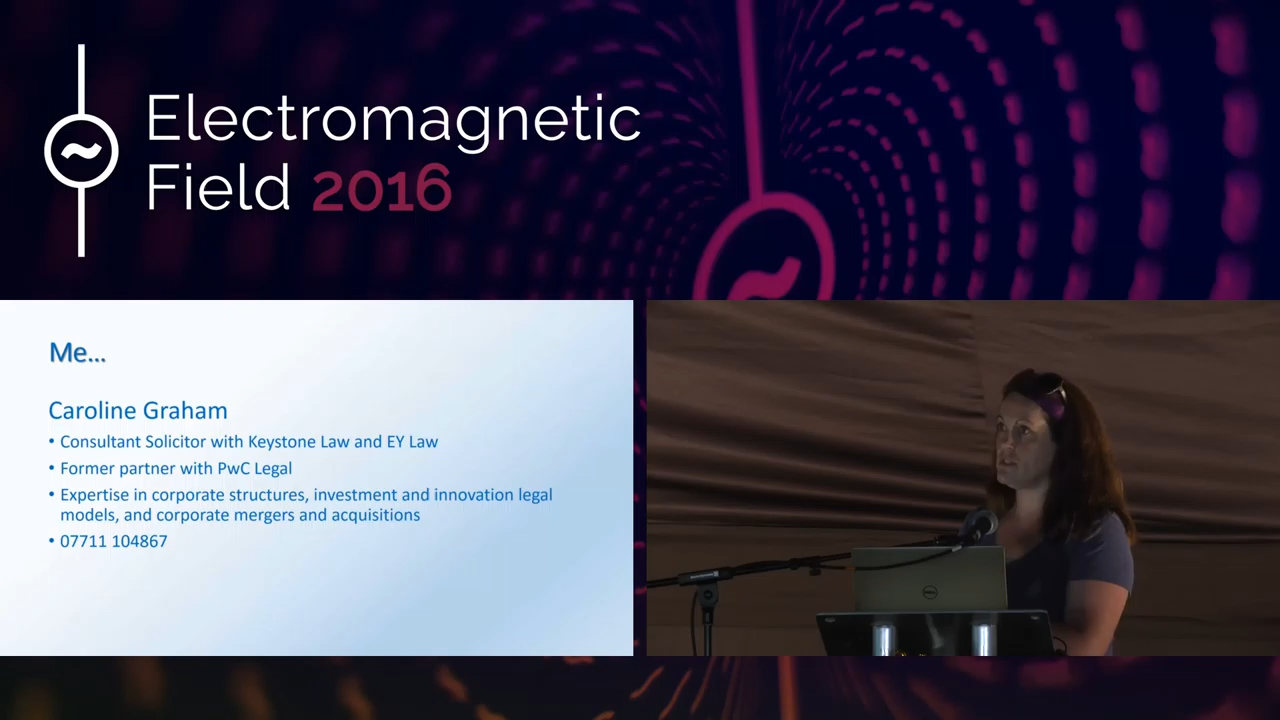 Electromagnetic
Field 2016
Me...
Caroline Graham
• Consultant Solicitor with Keystone Law and EY Law
• Former partner with PwC Legal
• Expertise in corporate structures, investment and innovation legal
models, and corporate mergers and acquisitions
• 07711 104867
DELL